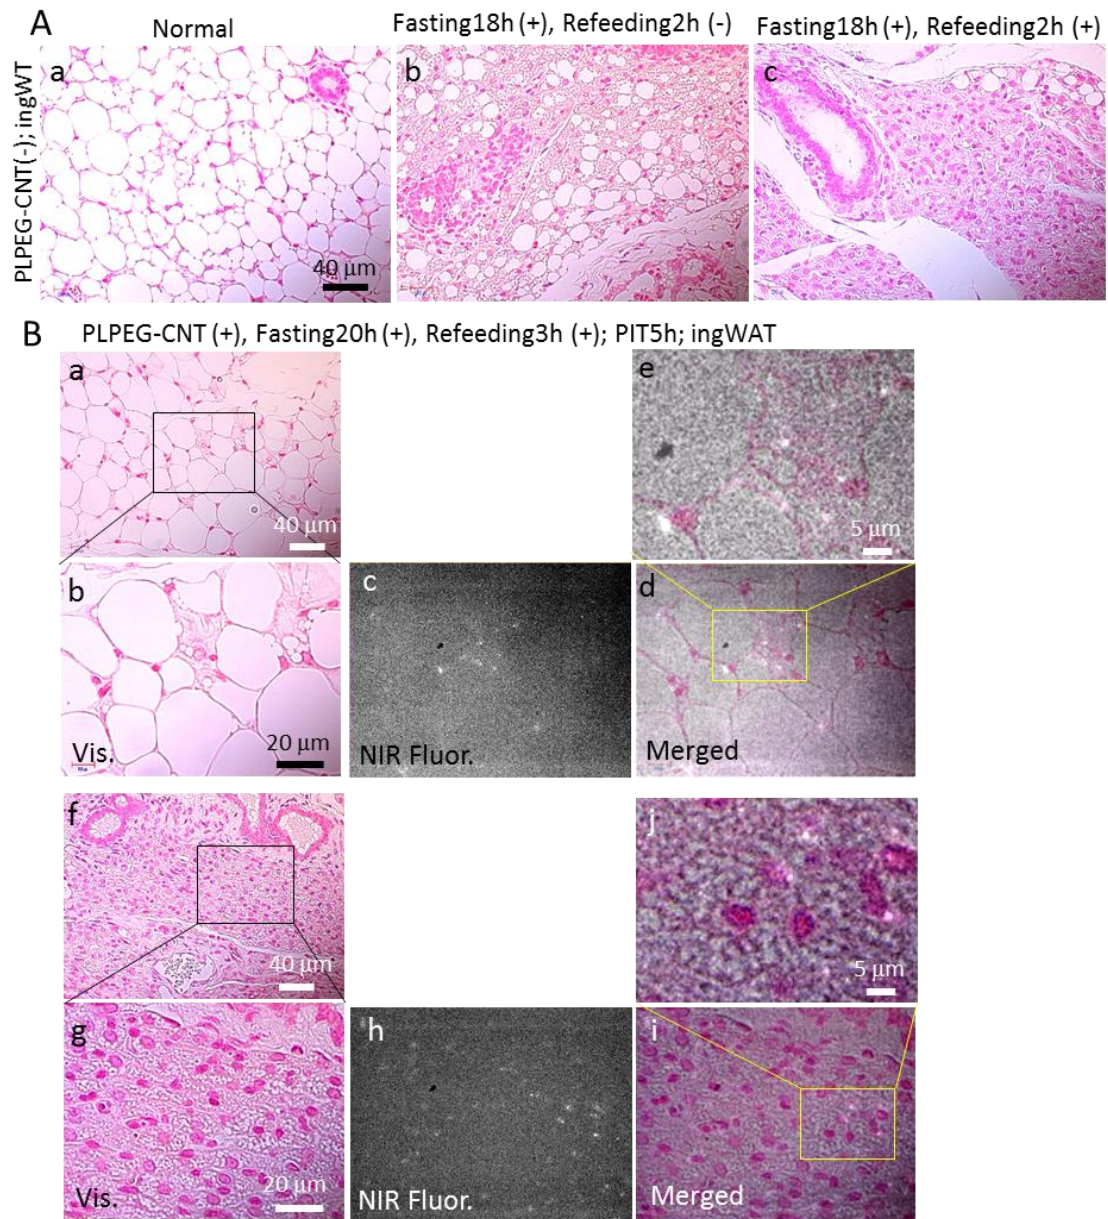 A
Normal
Fasting18h (+), Refeeding2h (-)
Fasting18h (+), Refeeding2h (+)
PLPEG-CNT(-); ingWT
a
b
c
40 μm
B
PLPEG-CNT (+), Fasting20h (+), Refeeding3h (+); PIT5h; ingWAT
a
40 μm
e
5 μm
b
Vis.
20 μm
c
NIR Fluor.
d
Merged
f
40 μm
j
5 μm
g
Vis.
20 μm
h
NIR Fluor.
i
Merged